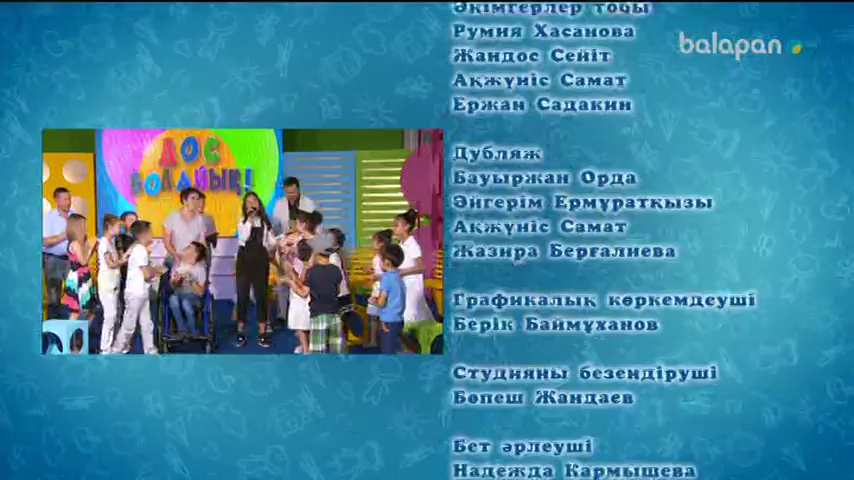 Әкімгерлер тобы
Румия Хасанова
balapan
Жандос Сейіт
Ақжүніс Самат
Ержан Садакин
ДОС
БОЛАЙЫҚ!
Дубляж
Бауыржан Орда
Әйгерім Ермұратқызы
Ақжүніс Самат
Жазира Берғалиева
Графикалық көркемдеуші
Берік Баймұханов
Студияны безендіруші
Бөпеш Жандаев
Бет әрлеуші
Надежда Кармышева